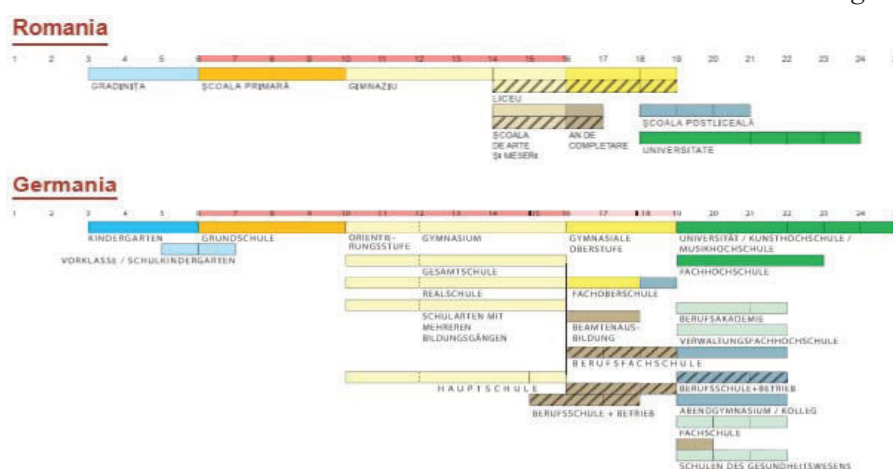 Romania
1 2 3 4 5 6 7 8 9 10 11 12 13 14 15 16 17 18 19 20 21 22 23 24
GRADINIȚA ȘCOALA PRIMARĂ GIMNAZIU
LICEU
ȘCOALA DE ARTE ȘI MESERII
AN DE COMPLETARE
ȘCOALA POSTLICEALĂ
UNIVERSITATE
Germania
1 2 3 4 5 6 7 8 9 10 11 12 13 14 15 16 17 18 19 20 21 22 23 24
KINDERGARTEN GRUNDSCHULE ORIENTIE-
RUNGSSTUFE GYMNASIUM GYMNASIALE
OBERSTUFE UNIVERSITÄT / KUNSTHOCHSCHULE /
MUSIKHOCHSCHULE
VORKLASSE / SCHULKINDERGARTEN
GESAMTSCHULE
FACHHOCHSCHULE
REALSCHULE FACHOBERSCHULE
SCHULARTEN MIT
MEHREREN
BILDUNGSGÄNGEN
BEAMTENAUS-
BILDUNG
BERUFSAKADEMIE
VERWALTUNGSFACHHOCHSCHULE
BERUFSFACHSCHULE
HAUPTSCHULE
BERUFSSCHULE+BETRIEB
BERUFSSCHULE + BETRIEB
ABENDGYMNASIUM / KOLLEG
FACHSCHULE
SCHULEN DES GESUNDHEITSWESENS